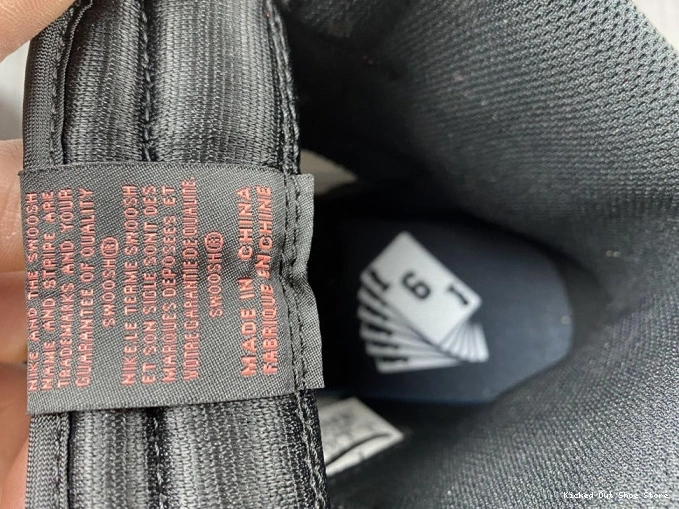 NIKE AND THE SWOOSH
NAME AND STRIPE ARE
TRADEMARKS AND YOUR
GUARANTEE OF QUALITY
SWOOSH®
NIKE.LE TERME SWOOSH
ET SON SIGLE SONT DES
MARQUES DEPOSEES ET
VOTRE GARANTIE DE QUALITE
SWOOSH®
MADE IN CHINA
FABRIQUE EN CHINE
6
Kicked Out Shoe Store